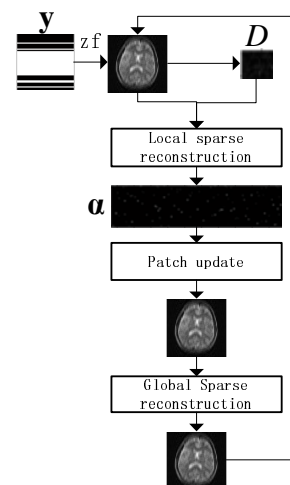 y
zf
D
Local sparse
reconstruction
α
Patch update
Global Sparse
reconstruction